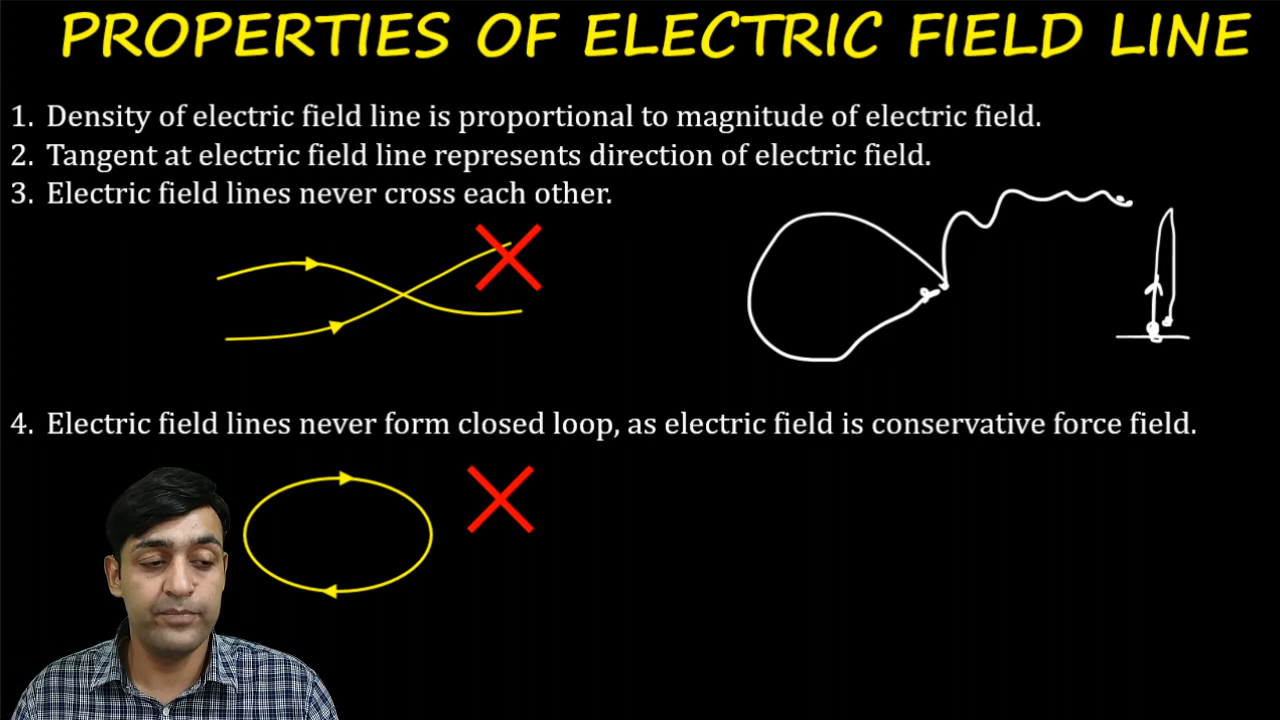 PROPERTIES OF ELECTRIC FIELD LINE
1. Density of electric field line is proportional to magnitude of electric field.
2. Tangent at electric field line represents direction of electric field.
3. Electric field lines never cross each other.
4. Electric field lines never form closed loop, as electric field is conservative force field.